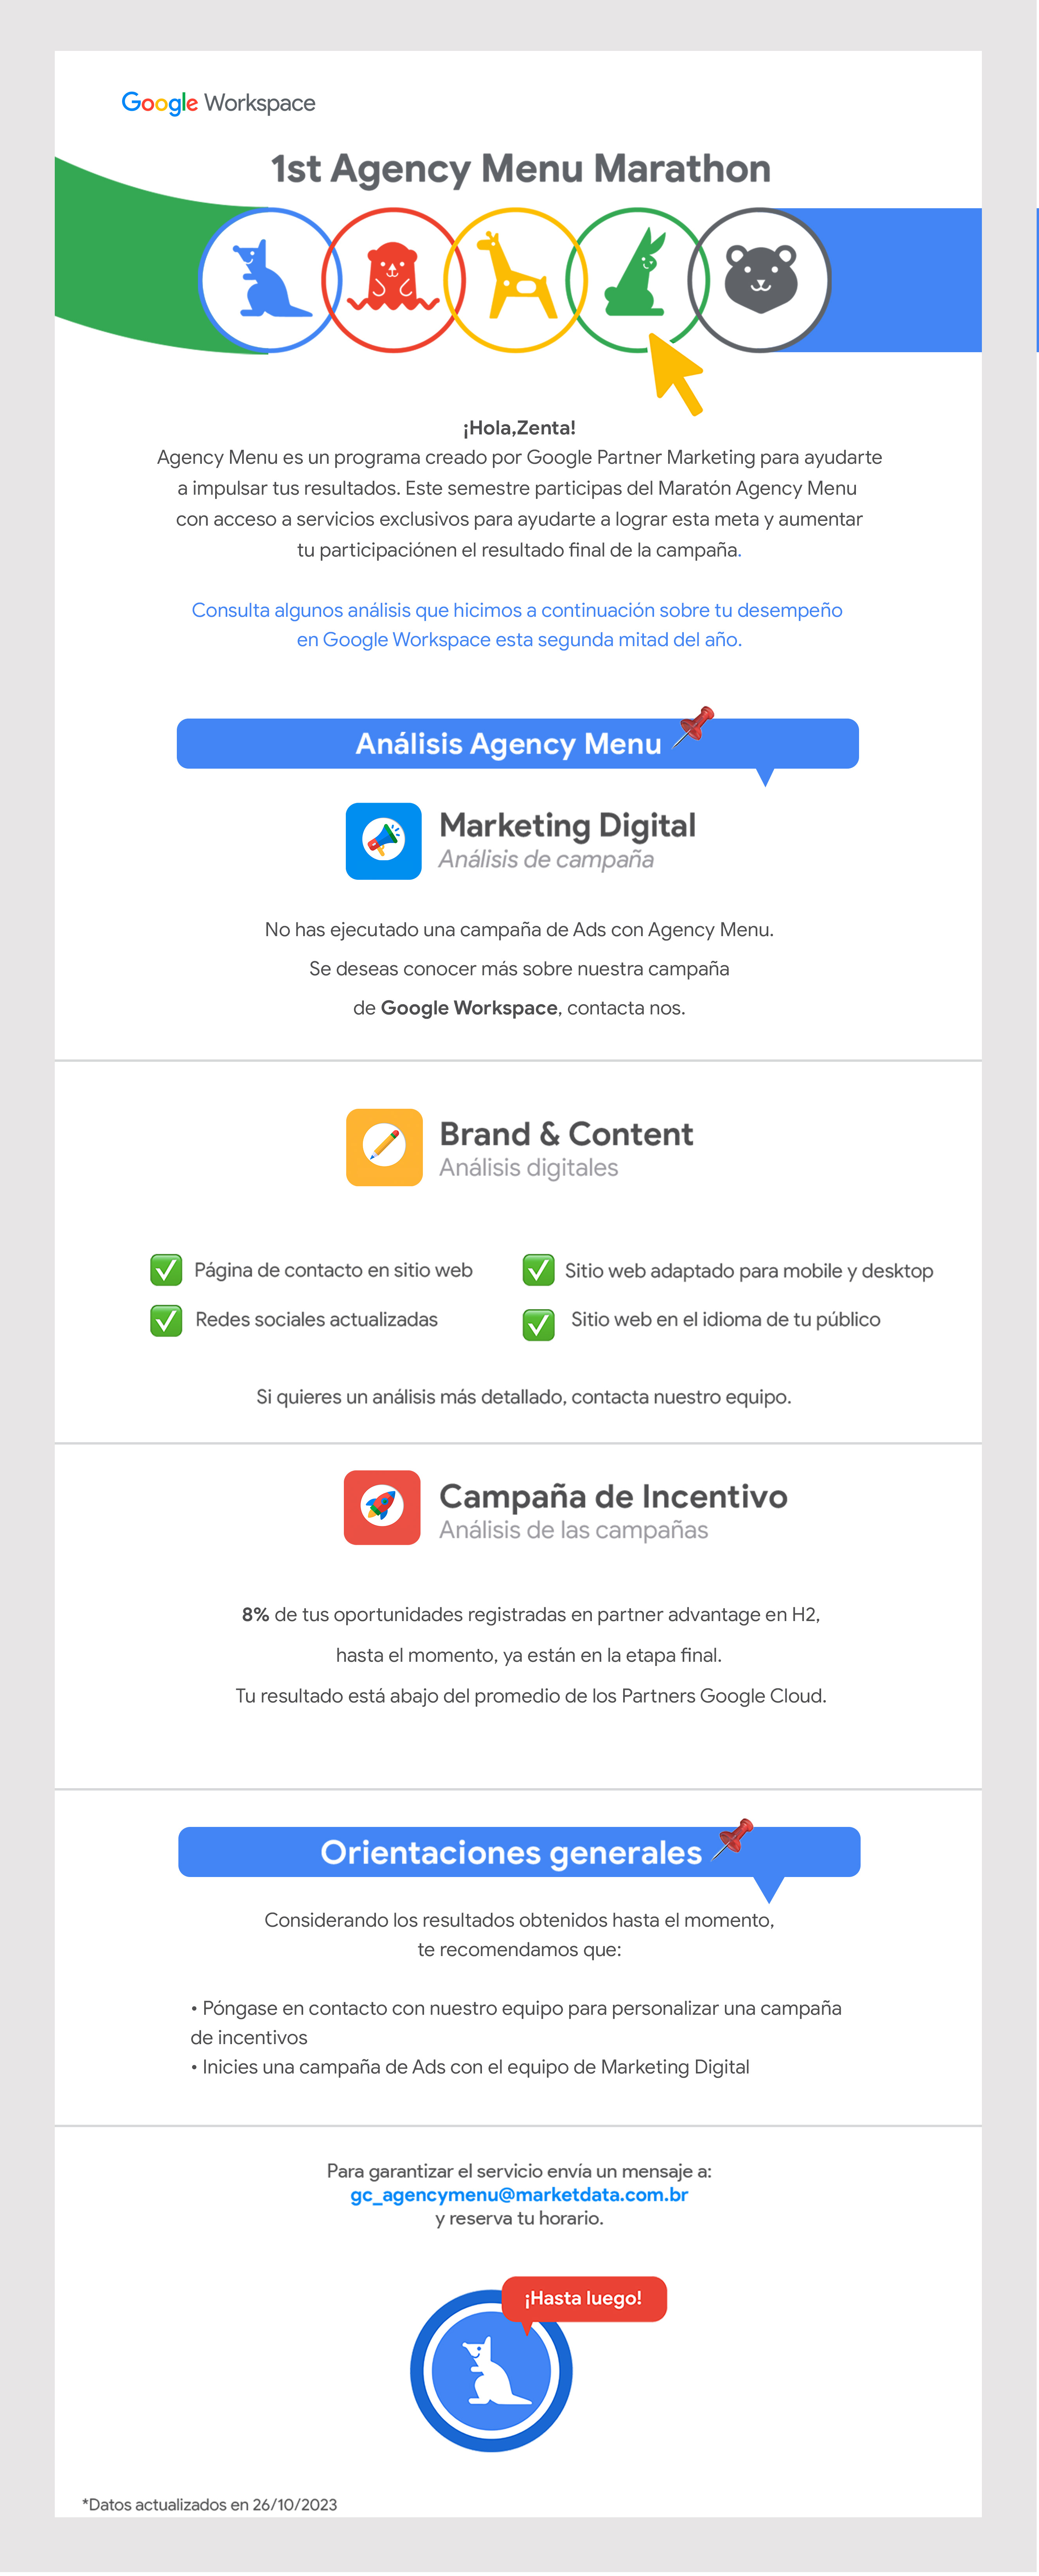 Google Workspace
1st Agency Menu Marathon
¡Hola,Zenta!
Agency Menu es un programa creado por Google Partner Marketing para ayudarte
a impulsar tus resultados. Este semestre participas del Maratón Agency Menu
con acceso a servicios exclusivos para ayudarte a lograr esta meta y aumentar
tu participaciónen el resultado final de la campaña.
Consulta algunos análisis que hicimos a continuación sobre tu desempeño
en Google Workspace esta segunda mitad del año.
Análisis Agency Menu
Marketing Digital
Análisis de campaña
No has ejecutado una campaña de Ads con Agency Menu.
Se deseas conocer más sobre nuestra campaña
de Google Workspace, contacta nos.
Brand & Content
Análisis digitales
Página de contacto en sitio web
Sitio web adaptado para mobile y desktop
Redes sociales actualizadas
Sitio web en el idioma de tu público
Si quieres un análisis más detallado, contacta nuestro equipo.
Campaña de Incentivo
Análisis de las campañas
8% de tus oportunidades registradas en partner advantage en H2,
hasta el momento, ya están en la etapa final.
Tu resultado está abajo del promedio de los Partners Google Cloud.
Orientaciones generales
Considerando los resultados obtenidos hasta el momento,
te recomendamos que:
• Póngase en contacto con nuestro equipo para personalizar una campaña
de incentivos
• Inicies una campaña de Ads con el equipo de Marketing Digital
Para garantizar el servicio envía un mensaje a:
gc_agencymenu@marketdata.com.br
y reserva tu horario.
¡Hasta luego!
*Datos actualizados en 26/10/2023